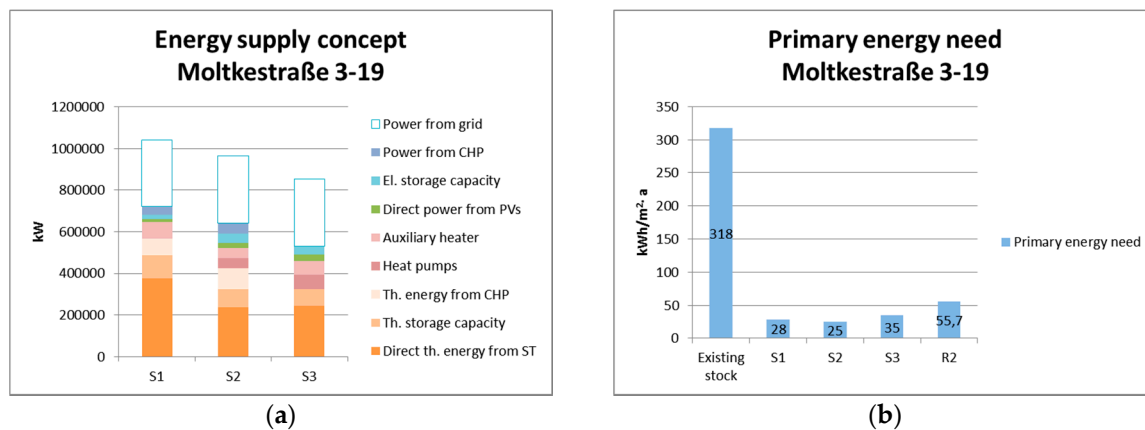 Energy supply concept
Moltkestraße 3-19
1200000
1000000
800000
600000
400000
200000
0
kW
S1
S2
S3
Power from grid
Power from CHP
El. storage capacity
Direct power from PVs
Auxiliary heater
Heat pumps
Th. energy from CHP
Th. storage capacity
Direct th. energy from ST
(a)
Primary energy need
Moltkestraße 3-19
350
300
250
200
150
100
50
0
kWh/m²· a
318
28
25
35
55,7
Existing
stock
S1
S2
S3
R2
Primary energy need
(b)